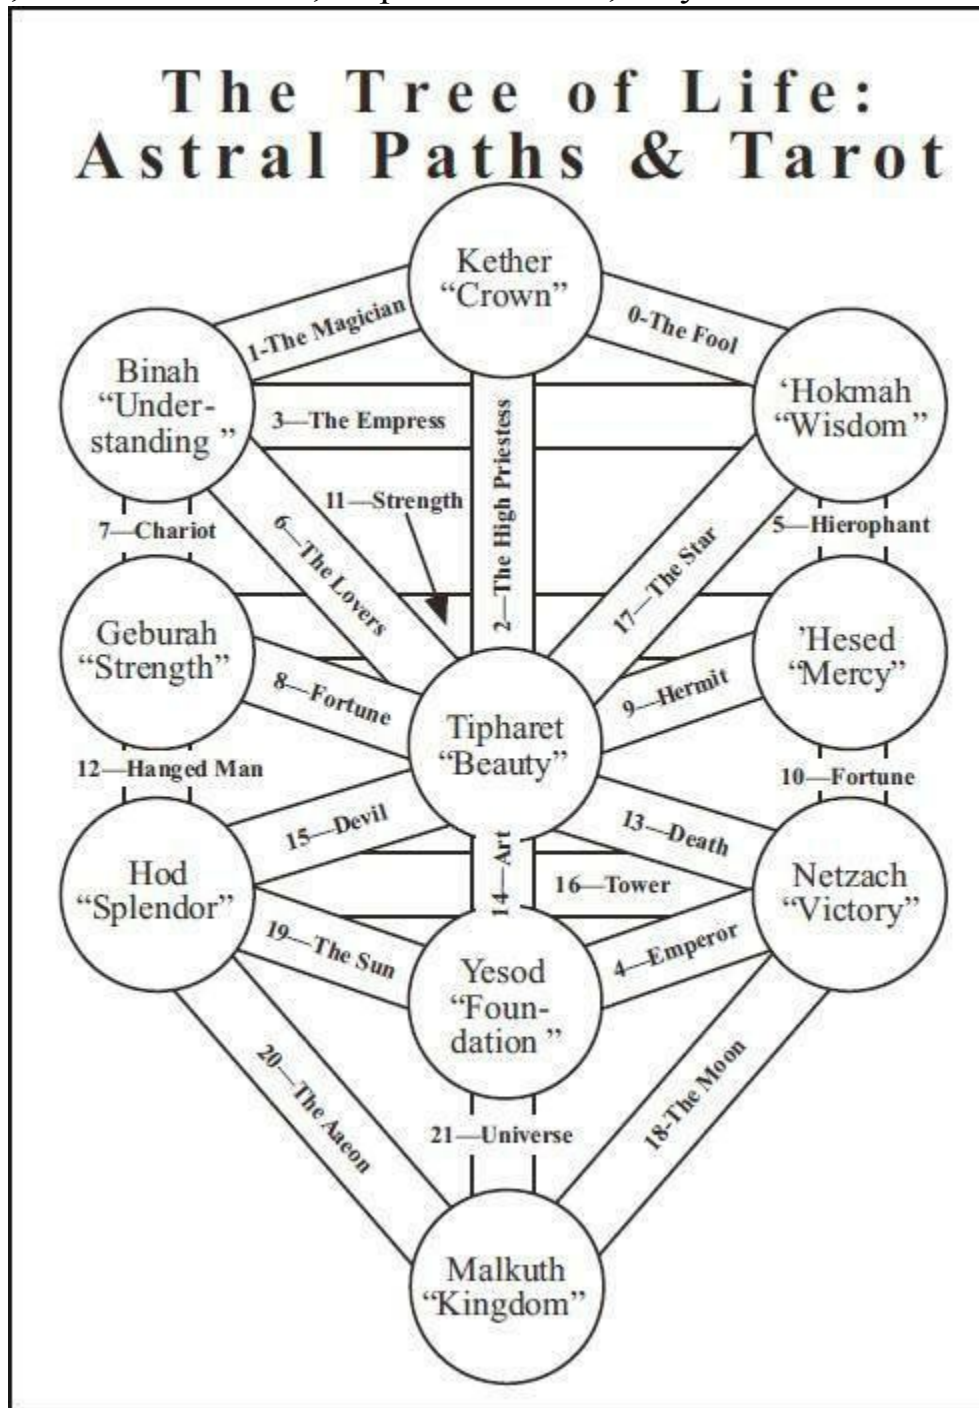 The Tree of Life:
Astral Paths & Tarot
Kether
“Crown”
1-The Magician
0-The Fool
Binah
“Under-
standing ”
‘Hokmah
“Wisdom”
3—The Empress
2—The High Priestess
11—Strength
6—The Lovers
17—The Star
7—Chariot
5—Hierophant
Geburah
“Strength”
’Hesed
“Mercy”
8—Fortune
9—Hermit
Tipharet
“Beauty”
12—Hanged Man
10—Fortune
15—Devil
13—Death
14—Art
16—Tower
Hod
“Splendor”
Netzach
“Victory”
19—The Sun
4—Emperor
Yesod
“Foun-
dation ”
20—The Aaeon
18-The Moon
21—Universe
Malkuth
“Kingdom”